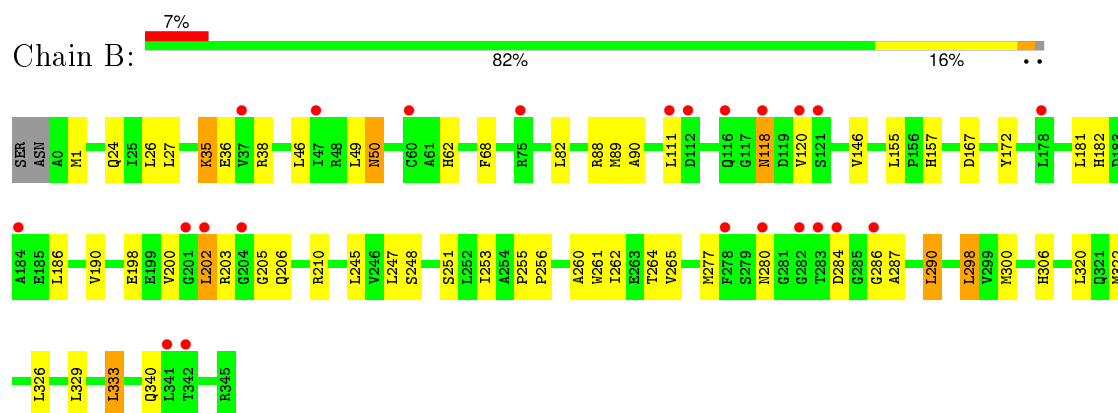 7%
Chain B:
82%
16%
• •
SER ASN A0 M1 Q24 I25 L26 L27 K35 E36 V37 R38 L46 I47 R48 L49 N50 C60 A61 H62 F68 R75 L82 R88 M89 A90 L111 D112 Q116 G117 N118 D119 V120 S121 V146 L155 P156 H157 D167 Y172 L178 L181 H182 H183
A184 E185 L186 V190 E198 E199 V200 G201 L202 R203 G204 G205 Q206 R210 L245 V246 L247 S248 S251 L252 I253 A254 P255 P256 A260 W261 I262 E263 T264 V265 M277 F278 S279 N280 G281 G282 T283 D284 G285 G286 A287 L290 L298 V299 M300 H306 L320 Q321 M322
L326 L329 L333 Q340 L341 T342 R345